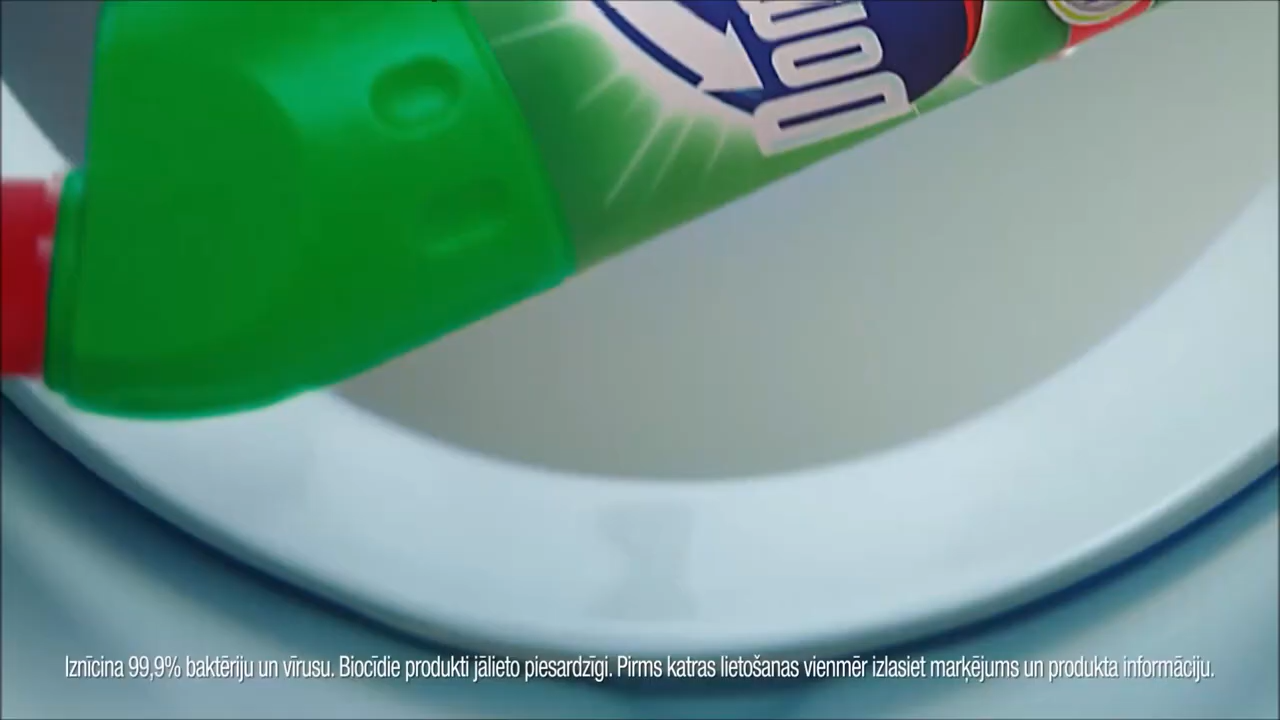 Iznīcina 99,9% baktēriju un vīrusu. Biocīdie produkti jālieto piesardzīgi. Pirms katras lietošanas vienmēr izlasiet marķējums un produkta informāciju.